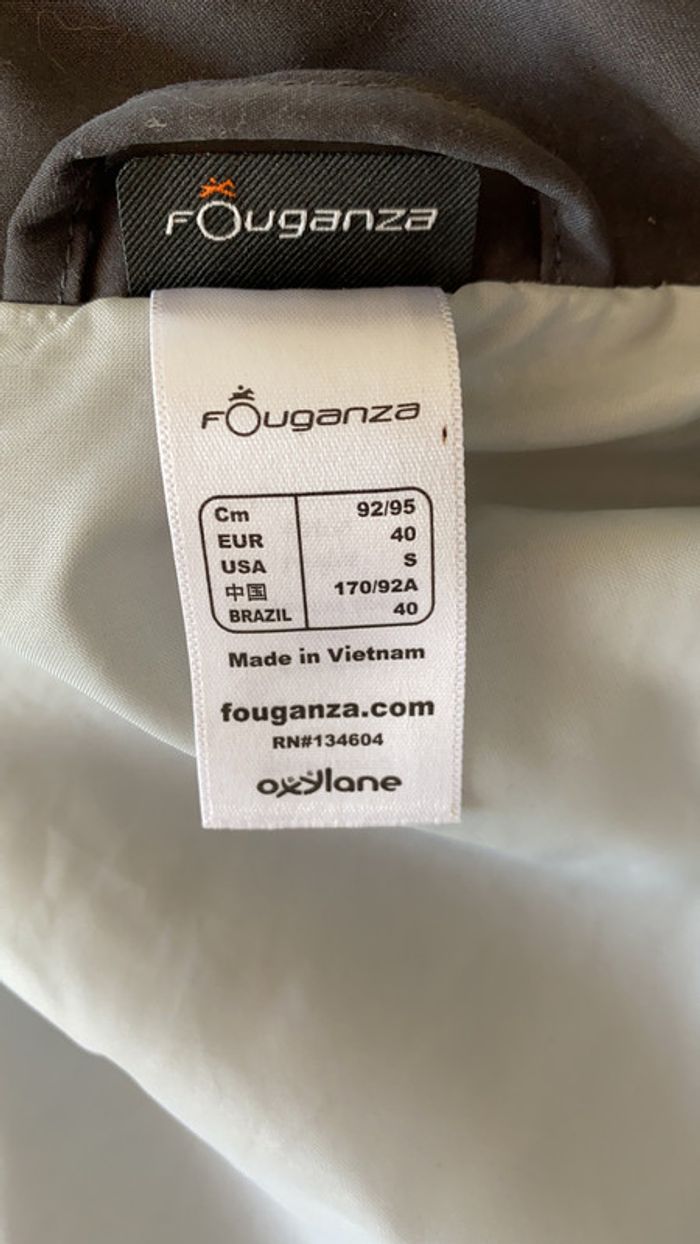 Fouganza
Fouganza
Cm 92/95
EUR 40
USA S
中国 170/92A
BRAZIL 40
Made in Vietnam
fouganza.com
RN#134604
oxylane